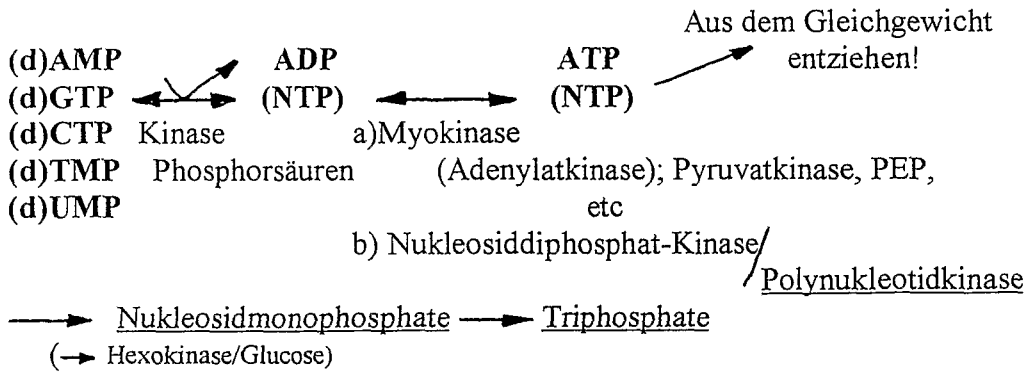 Aus dem Gleichgewicht
entziehen!
(d)AMP ADP ATP
(d)GTP (NTP) (NTP)
(d)CTP Kinase a)Myokinase
(d)TMP Phosphorsäuren (Adenylatkinase); Pyruvatkinase, PEP,
(d)UMP etc
b) Nukleosiddiphosphat-Kinase/
Polynukleotidkinase
Nukleosidmonophosphate Triphosphate
(→ Hexokinase/Glucose)